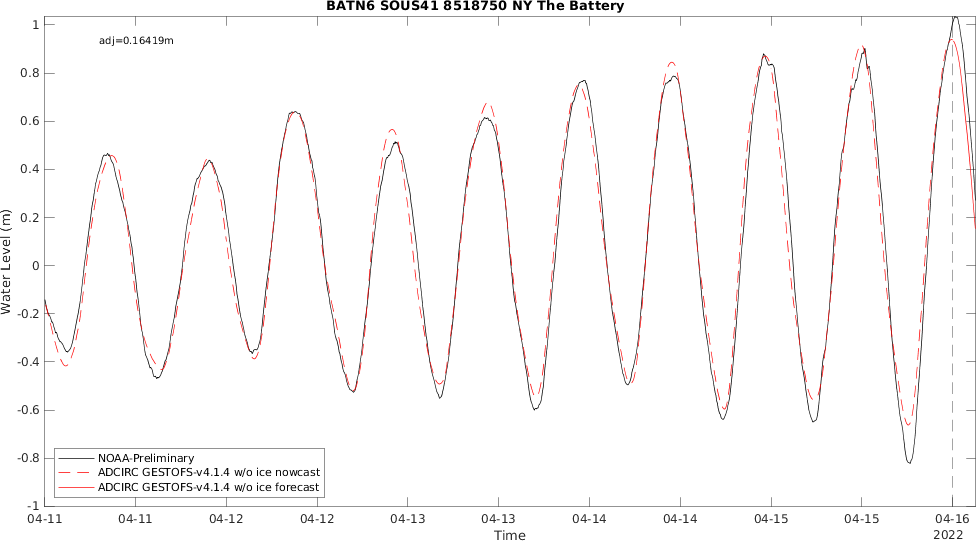 BATN6 SOUS41 8518750 NY The Battery
adj=0.16419m
1
0.8
0.6
0.4
0.2
0
-0.2
-0.4
-0.6
-0.8
-1
Water Level (m)
NOAA-Preliminary
ADCIRC GESTOFS-v4.1.4 w/o ice nowcast
ADCIRC GESTOFS-v4.1.4 w/o ice forecast
04-11 04-11 04-12 04-12 04-13 04-13 04-14 04-14 04-15 04-15 04-16
Time
2022